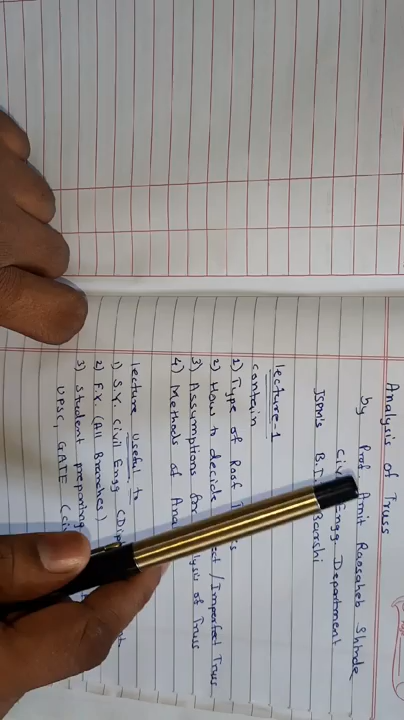 Analysis of Truss
by Prof Amit Raosaheb Shinde
Engg Department
JSPM's B. Barshi
lecture-1
contain
1) Type of Roof
2) How to decide /Imperfect Truss
3) Assumptions for of Truss
4) Methods of
lecture useful to
1) S.Y. Civil Engg
2) F.Y. (All Branches)
3) Student preparing
UPSC, GATE